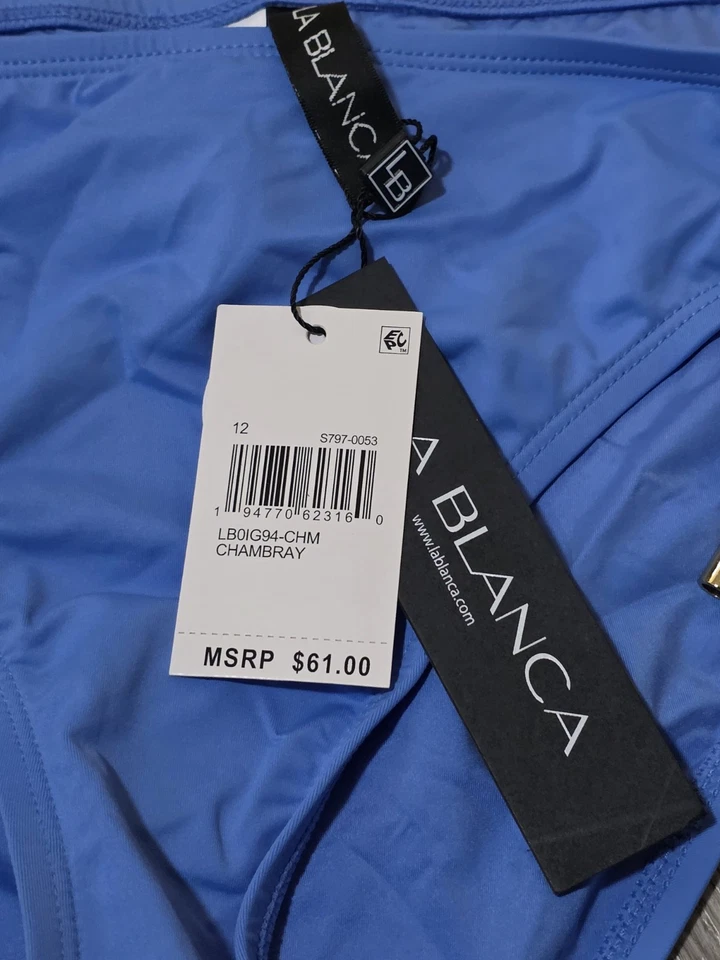 LA BLANCA
LB
ECP™
12
S797-0053
1 94770 62316 0
LB0IG94-CHM
CHAMBRAY
MSRP $61.00
LA BLANCA
www.lablanca.com